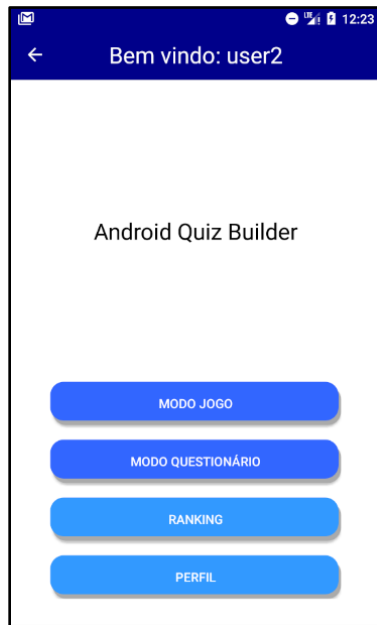 12:23
Bem vindo: user2
Android Quiz Builder
MODO JOGO
MODO QUESTIONÁRIO
RANKING
PERFIL